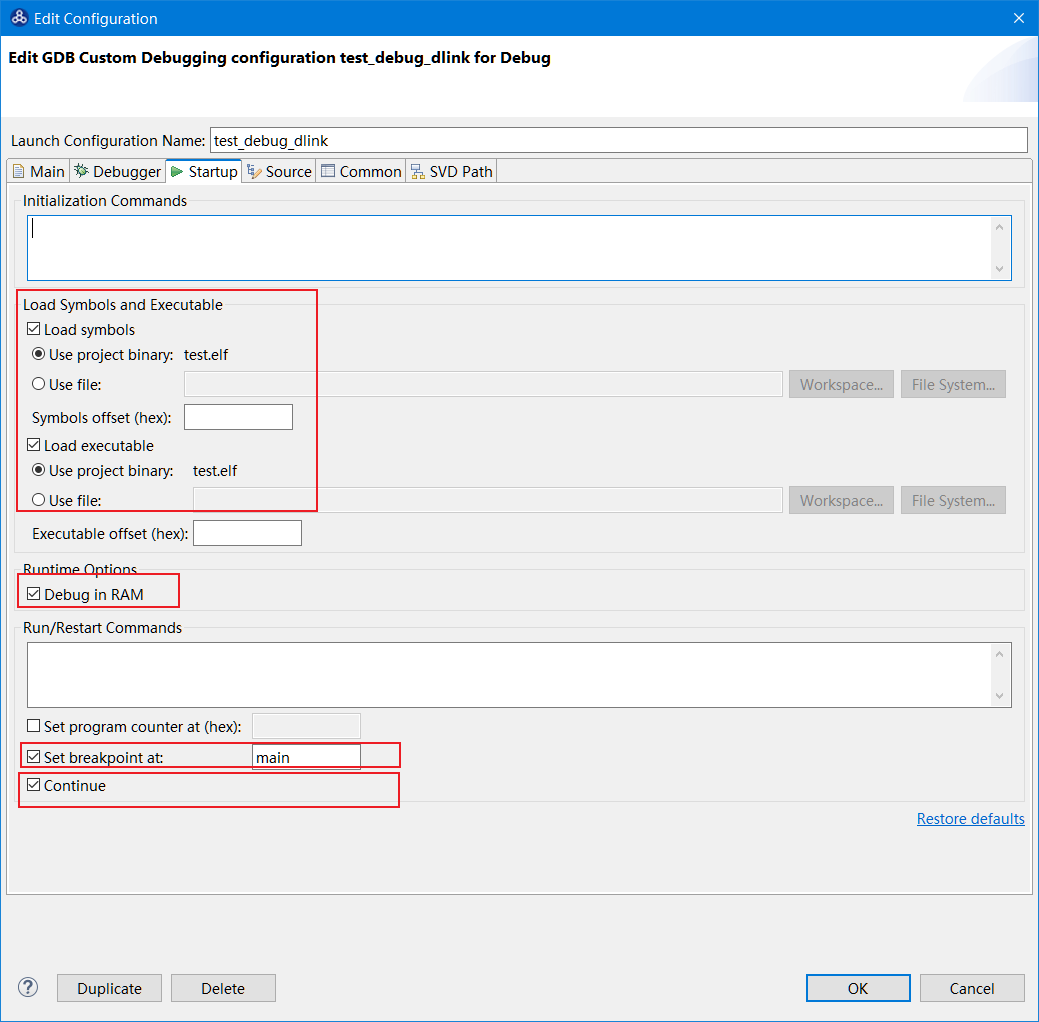 Edit Configuration
Edit GDB Custom Debugging configuration test_debug_dlink for Debug
Launch Configuration Name: test_debug_dlink
Main Debugger Startup Source Common SVD Path
Initialization Commands
Load Symbols and Executable
Load symbols
Use project binary: test.elf
Use file: Workspace... File System...
Symbols offset (hex):
Load executable
Use project binary: test.elf
Use file: Workspace... File System...
Executable offset (hex):
Runtime Options
Debug in RAM
Run/Restart Commands
Set program counter at (hex):
Set breakpoint at: main
Continue
Restore defaults
? Duplicate Delete OK Cancel